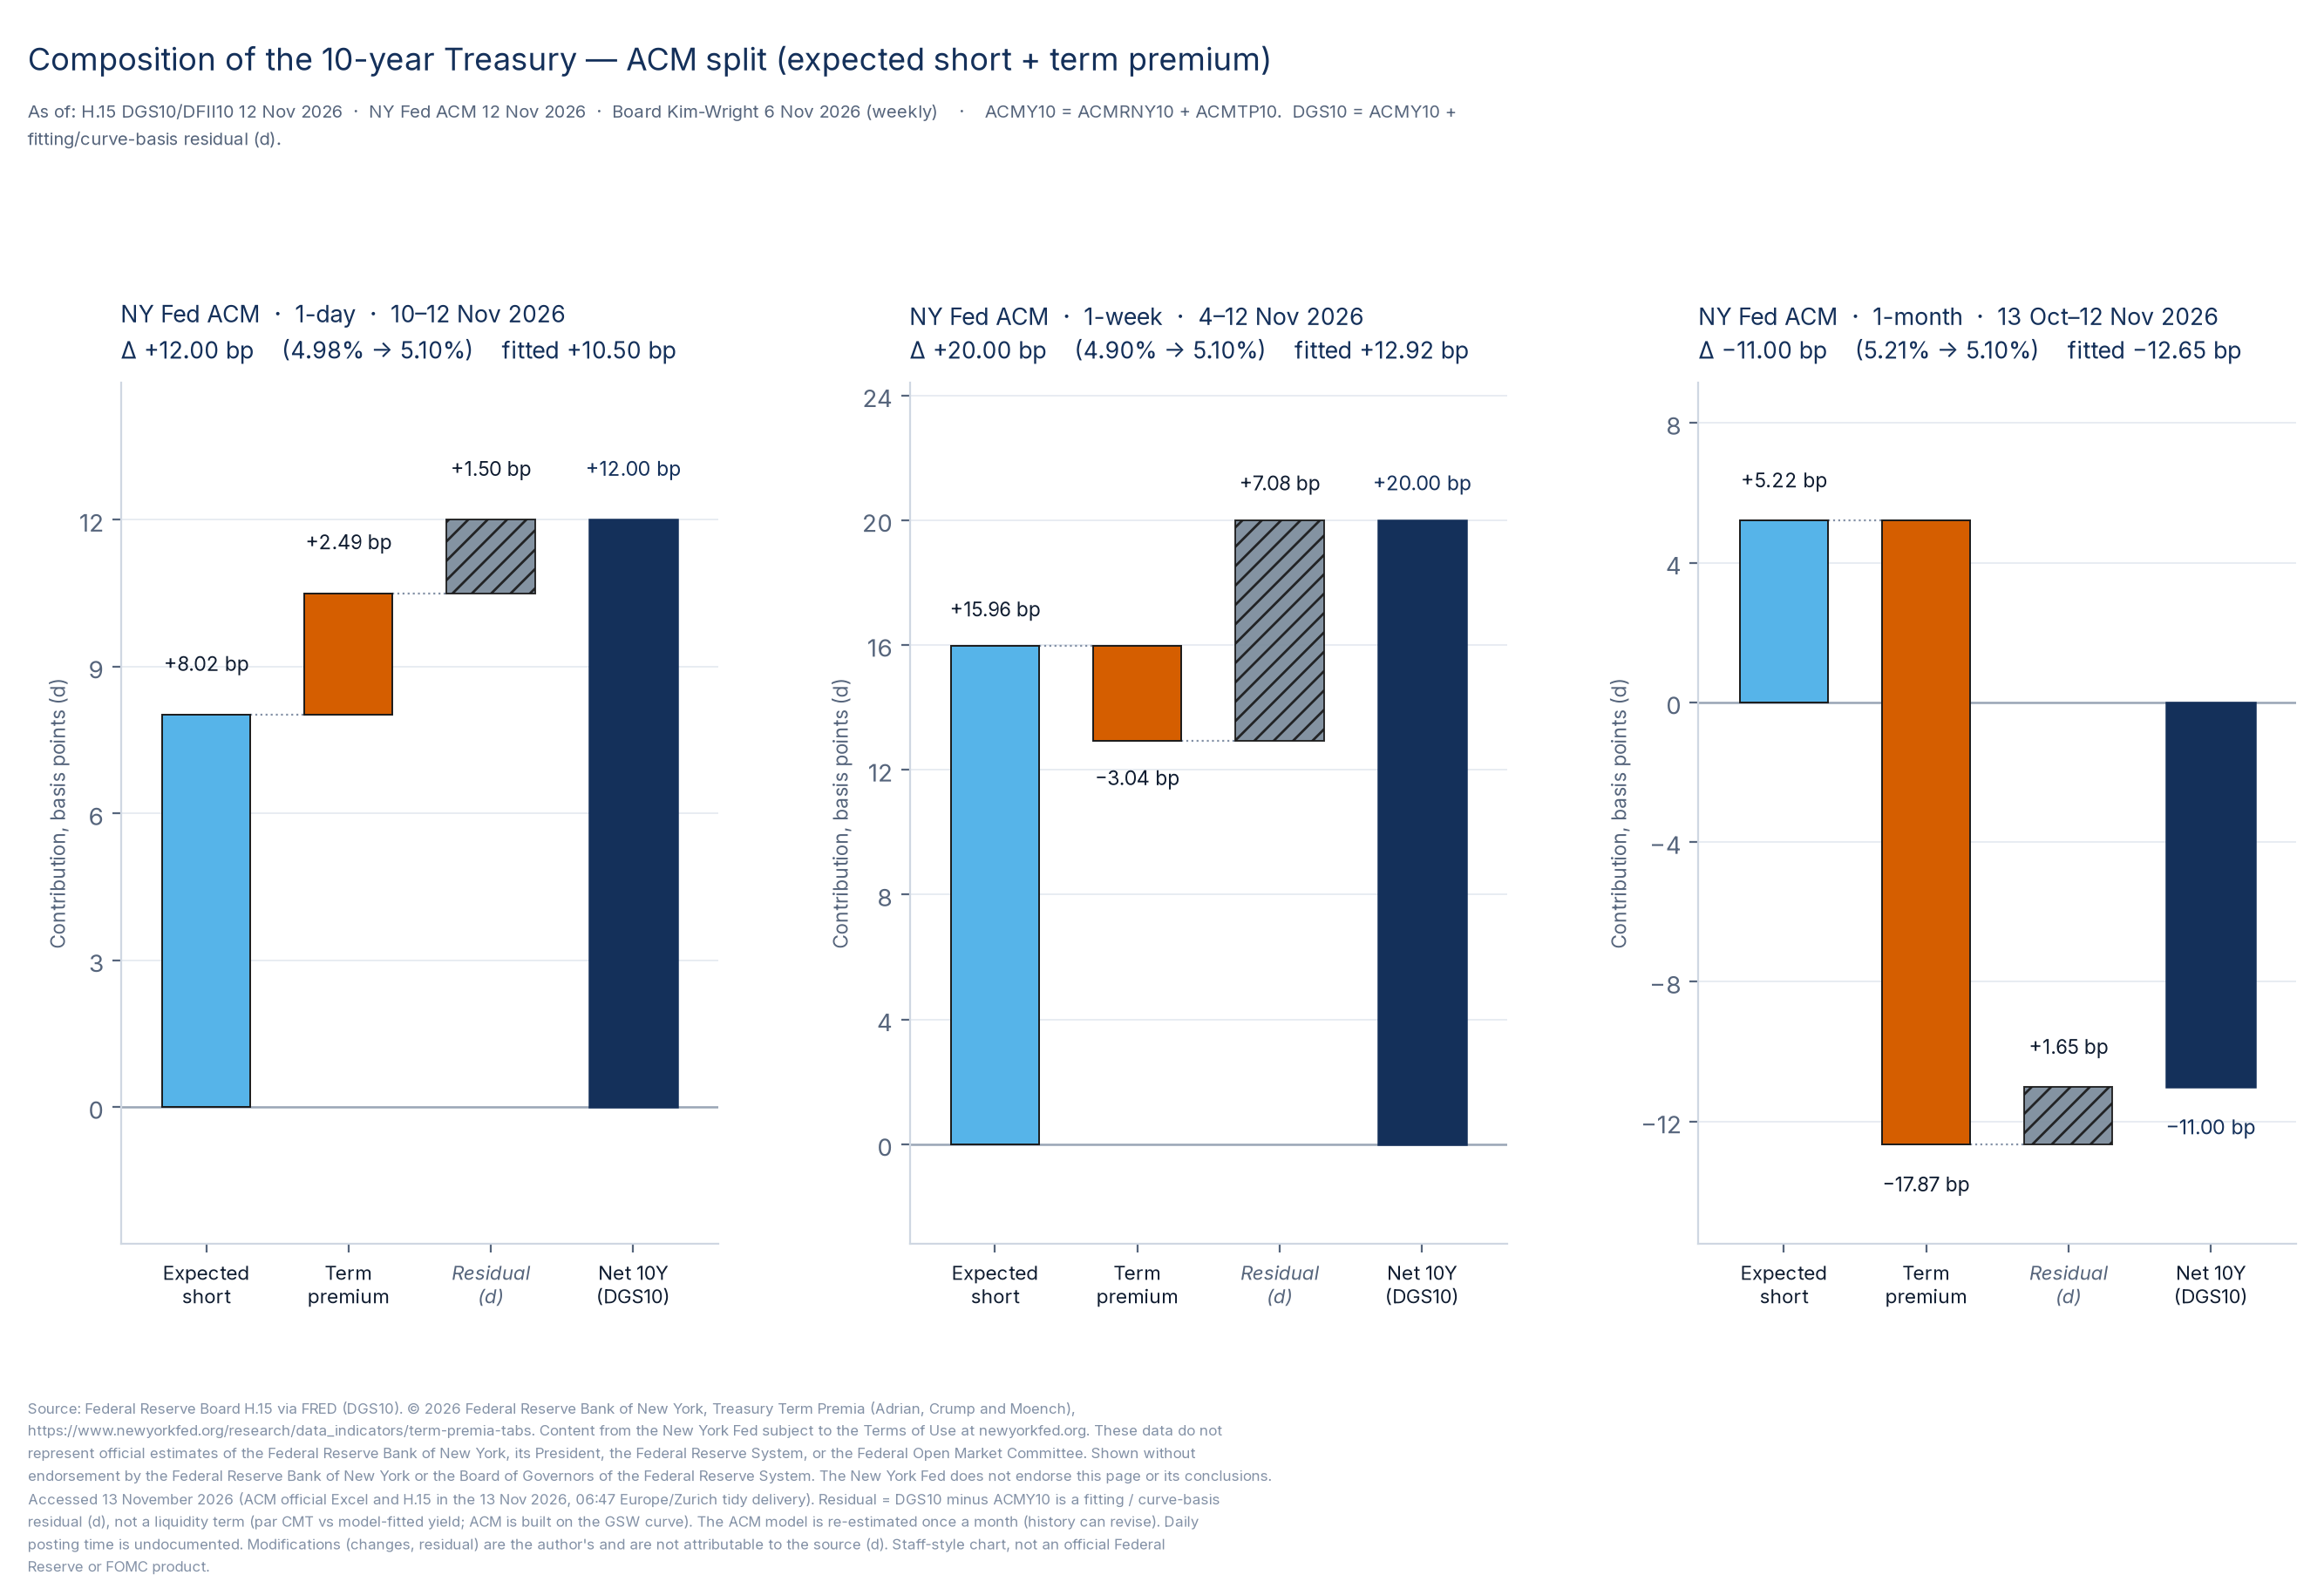 Composition of the 10-year Treasury — ACM split (expected short + term premium)
As of: H.15 DGS10/DFII10 12 Nov 2026 · NY Fed ACM 12 Nov 2026 · Board Kim-Wright 6 Nov 2026 (weekly) · ACMY10 = ACMRNY10 + ACMTP10. DGS10 = ACMY10 +
fitting/curve-basis residual (d).
NY Fed ACM · 1-day · 10–12 Nov 2026
Δ +12.00 bp (4.98% → 5.10%) fitted +10.50 bp
Contribution, basis points (d)
12
9
6
3
0
+8.02 bp
+2.49 bp
+1.50 bp
+12.00 bp
Expected
short
Term
premium
Residual
(d)
Net 10Y
(DGS10)
NY Fed ACM · 1-week · 4–12 Nov 2026
Δ +20.00 bp (4.90% → 5.10%) fitted +12.92 bp
Contribution, basis points (d)
24
20
16
12
8
4
0
+15.96 bp
−3.04 bp
+7.08 bp
+20.00 bp
Expected
short
Term
premium
Residual
(d)
Net 10Y
(DGS10)
NY Fed ACM · 1-month · 13 Oct–12 Nov 2026
Δ −11.00 bp (5.21% → 5.10%) fitted −12.65 bp
Contribution, basis points (d)
8
4
0
−4
−8
−12
+5.22 bp
−17.87 bp
+1.65 bp
−11.00 bp
Expected
short
Term
premium
Residual
(d)
Net 10Y
(DGS10)
Source: Federal Reserve Board H.15 via FRED (DGS10). © 2026 Federal Reserve Bank of New York, Treasury Term Premia (Adrian, Crump and Moench),
https://www.newyorkfed.org/research/data_indicators/term-premia-tabs. Content from the New York Fed subject to the Terms of Use at newyorkfed.org. These data do not
represent official estimates of the Federal Reserve Bank of New York, its President, the Federal Reserve System, or the Federal Open Market Committee. Shown without
endorsement by the Federal Reserve Bank of New York or the Board of Governors of the Federal Reserve System. The New York Fed does not endorse this page or its conclusions.
Accessed 13 November 2026 (ACM official Excel and H.15 in the 13 Nov 2026, 06:47 Europe/Zurich tidy delivery). Residual = DGS10 minus ACMY10 is a fitting / curve-basis
residual (d), not a liquidity term (par CMT vs model-fitted yield; ACM is built on the GSW curve). The ACM model is re-estimated once a month (history can revise). Daily
posting time is undocumented. Modifications (changes, residual) are the author's and are not attributable to the source (d). Staff-style chart, not an official Federal
Reserve or FOMC product.